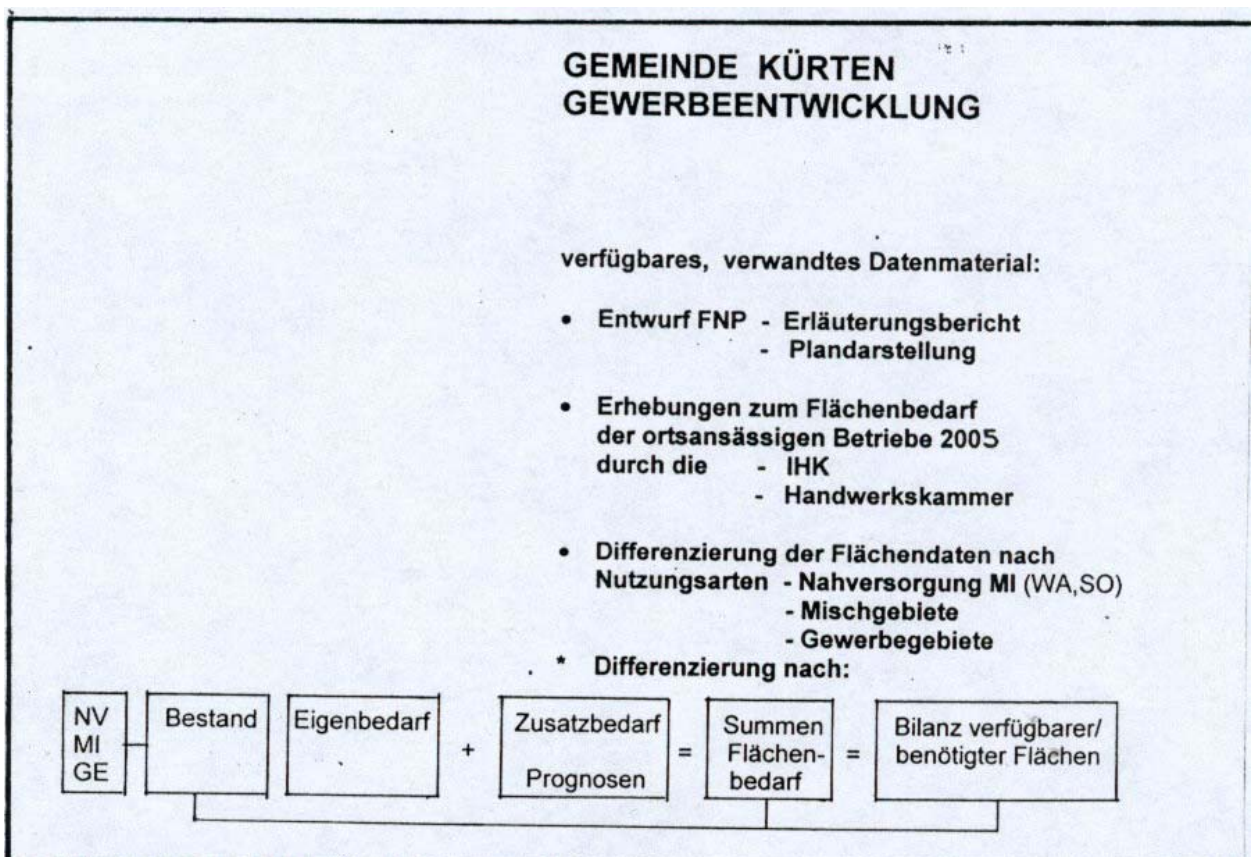 GEMEINDE KÜRTEN
GEWERBEENTWICKLUNG
verfügbares, verwandtes Datenmaterial:
• Entwurf FNP - Erläuterungsbericht
- Plandarstellung
• Erhebungen zum Flächenbedarf
der ortsansässigen Betriebe 2005
durch die - IHK
- Handwerkskammer
• Differenzierung der Flächendaten nach
Nutzungsarten - Nahversorgung MI (WA,SO)
- Mischgebiete
- Gewerbegebiete
* Differenzierung nach:
NV
MI
GE
Bestand
Eigenbedarf
+
Zusatzbedarf
Prognosen
=
Summen
Flächen-
bedarf
=
Bilanz verfügbarer/
benötigter Flächen